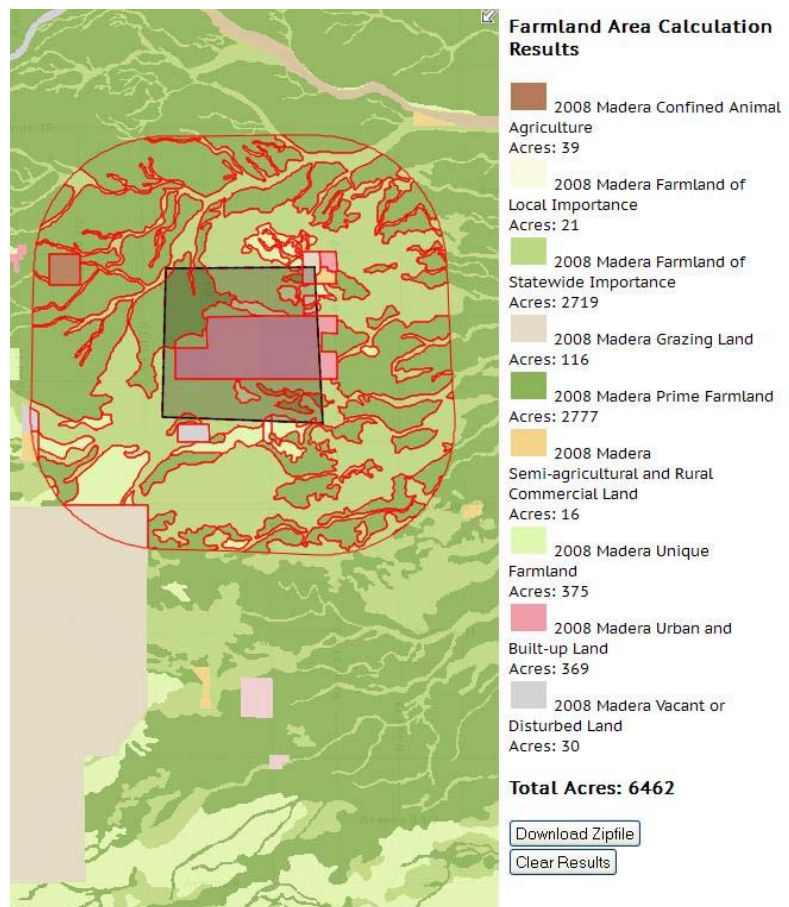 Farmland Area Calculation
Results
2008 Madera Confined Animal
Agriculture
Acres: 39
2008 Madera Farmland of
Local Importance
Acres: 21
2008 Madera Farmland of
Statewide Importance
Acres: 2719
2008 Madera Grazing Land
Acres: 116
2008 Madera Prime Farmland
Acres: 2777
2008 Madera
Semi-agricultural and Rural
Commercial Land
Acres: 16
2008 Madera Unique
Farmland
Acres: 375
2008 Madera Urban and
Built-up Land
Acres: 369
2008 Madera Vacant or
Disturbed Land
Acres: 30
Total Acres: 6462
Download Zipfile
Clear Results